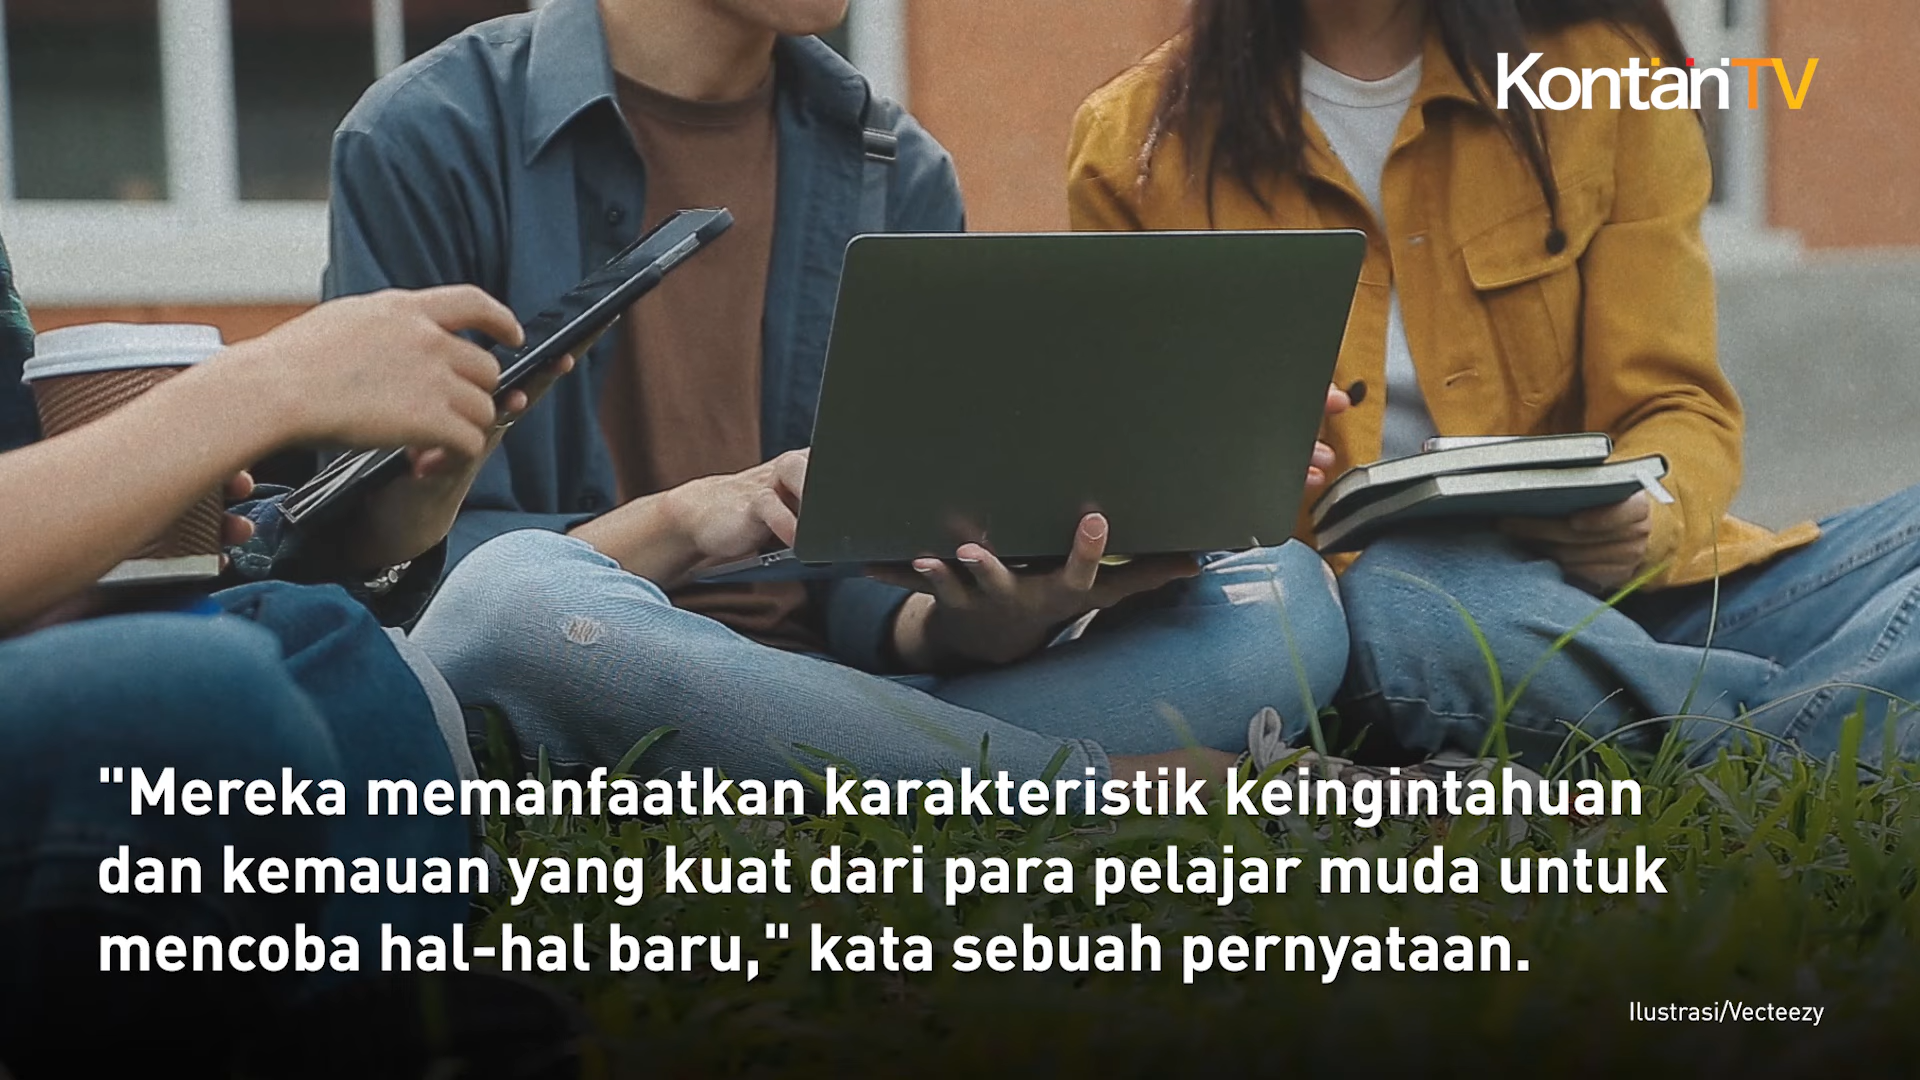 KontanTV
"Mereka memanfaatkan karakteristik keingintahuan
dan kemauan yang kuat dari para pelajar muda untuk
mencoba hal-hal baru," kata sebuah pernyataan.
Ilustrasi/Vecteezy